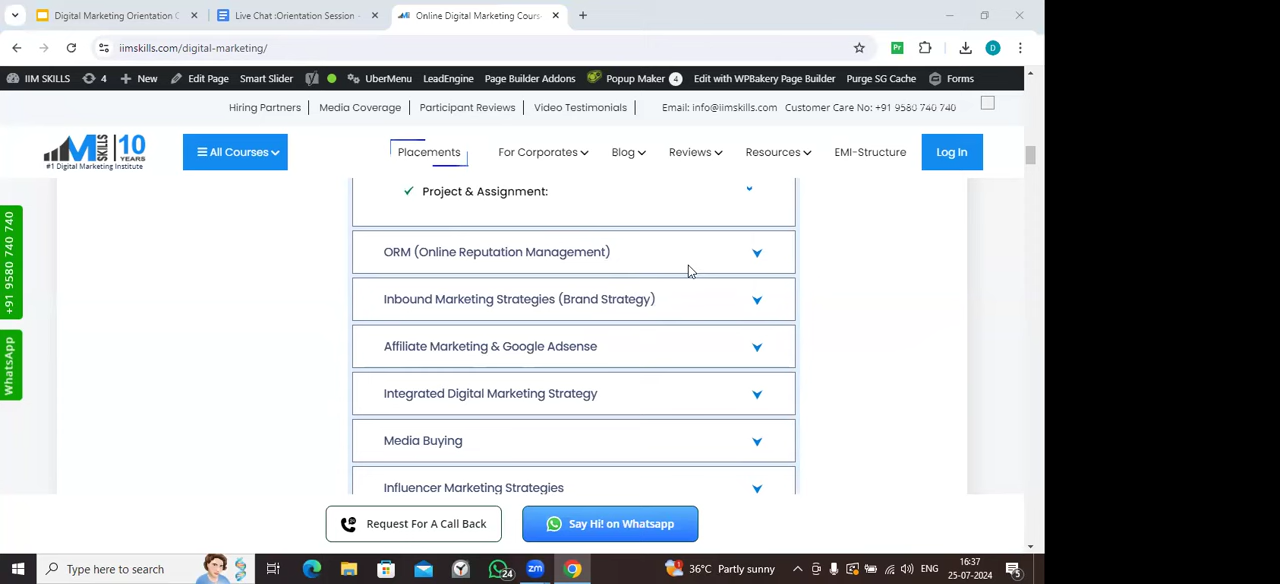 Digital Marketing Orientation C
Live Chat :Orientation Session -
Online Digital Marketing Cours
iimskills.com/digital-marketing/
Pr
D
IIM SKILLS
4
New
Edit Page
Smart Slider
UberMenu
LeadEngine
Page Builder Addons
Popup Maker 4
Edit with WPBakery Page Builder
Purge SG Cache
Forms
Hiring Partners
Media Coverage
Participant Reviews
Video Testimonials
Email: info@iimskills.com
Customer Care No: +91 9580 740 740
IIM SKILLS 10 YEARS
#1 Digital Marketing Institute
All Courses
Placements
For Corporates
Blog
Reviews
Resources
EMI-Structure
Log In
+91 9580 740 740
WhatsApp
Project & Assignment:
ORM (Online Reputation Management)
Inbound Marketing Strategies (Brand Strategy)
Affiliate Marketing & Google Adsense
Integrated Digital Marketing Strategy
Media Buying
Influencer Marketing Strategies
Request For A Call Back
Say Hi! on Whatsapp
Type here to search
24
zm
1
36°C Partly sunny
ENG
16:37
25-07-2024
5